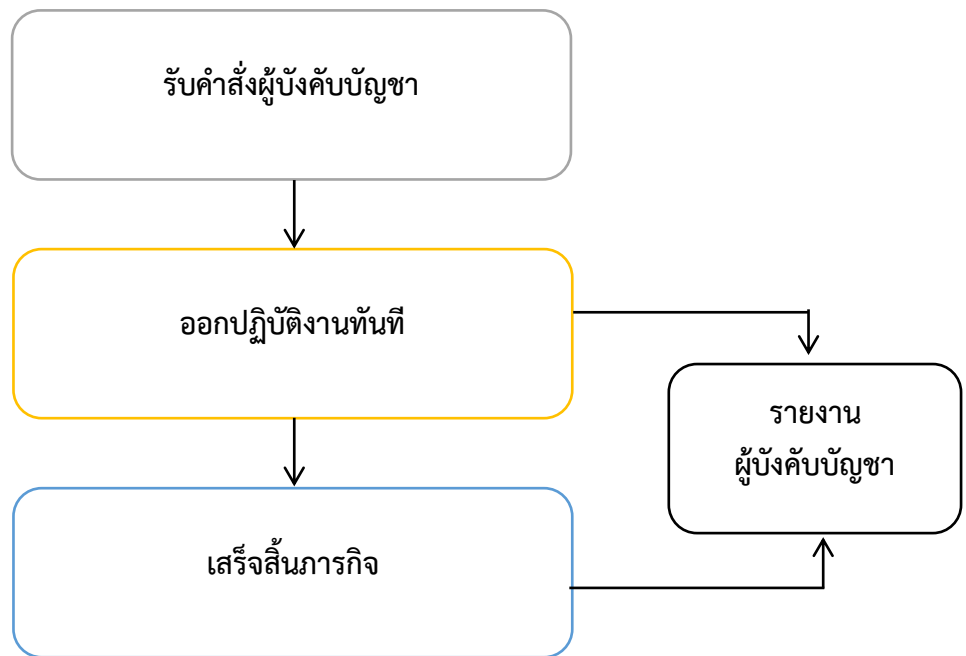 รับคำสั่งผู้บังคับบัญชา
ออกปฏิบัติงานทันที
รายงาน
ผู้บังคับบัญชา
เสร็จสิ้นภารกิจ